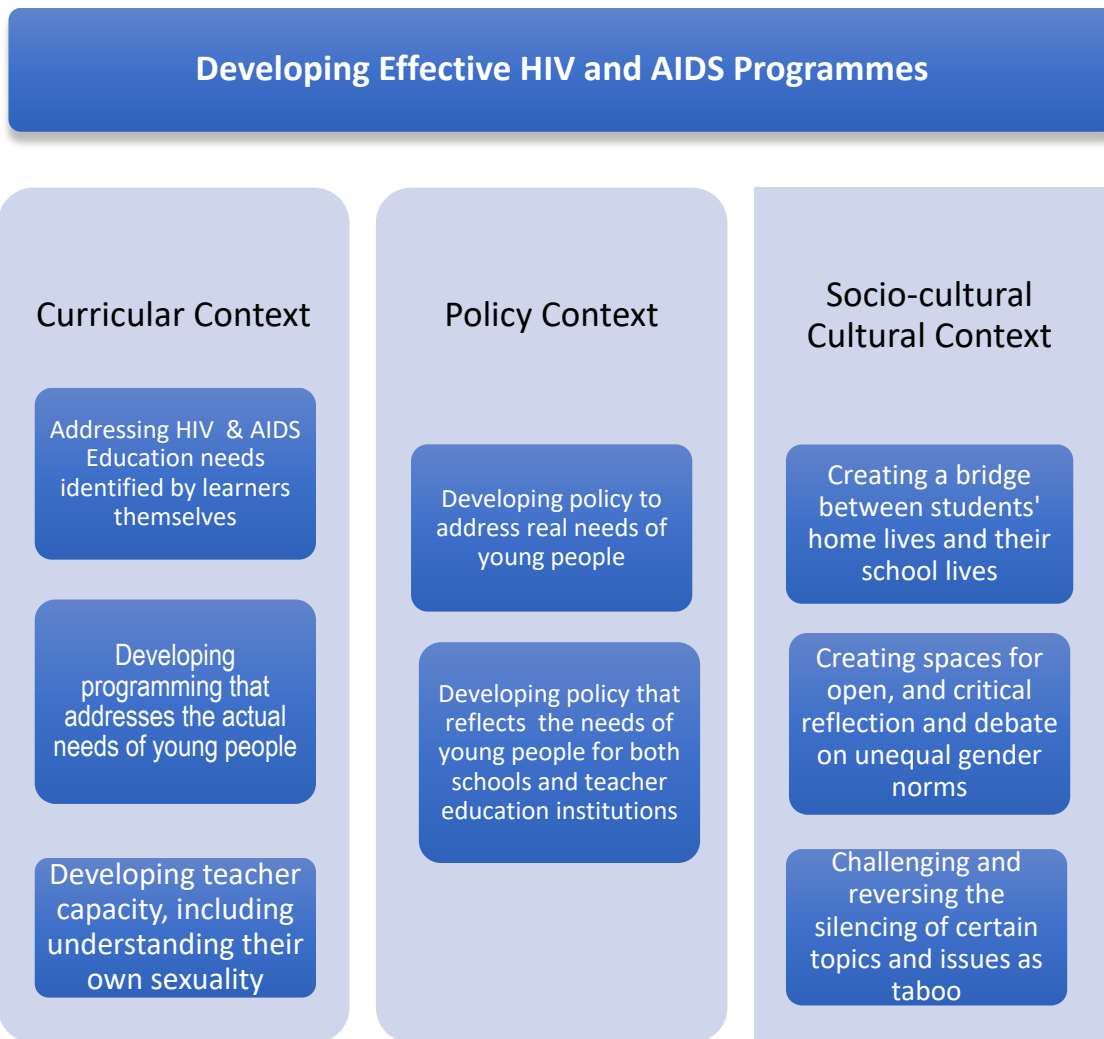 Developing Effective HIV and AIDS Programmes
Curricular Context
Addressing HIV & AIDS
Education needs
identified by learners
themselves
Developing
programming that
addresses the actual
needs of young people
Developing teacher
capacity, including
understanding their
own sexuality
Policy Context
Developing policy to
address real needs of
young people
Developing policy that
reflects the needs of
young people for both
schools and teacher
education institutions
Socio-cultural
Cultural Context
Creating a bridge
between students'
home lives and their
school lives
Creating spaces for
open, and critical
reflection and debate
on unequal gender
norms
Challenging and
reversing the
silencing of certain
topics and issues as
taboo